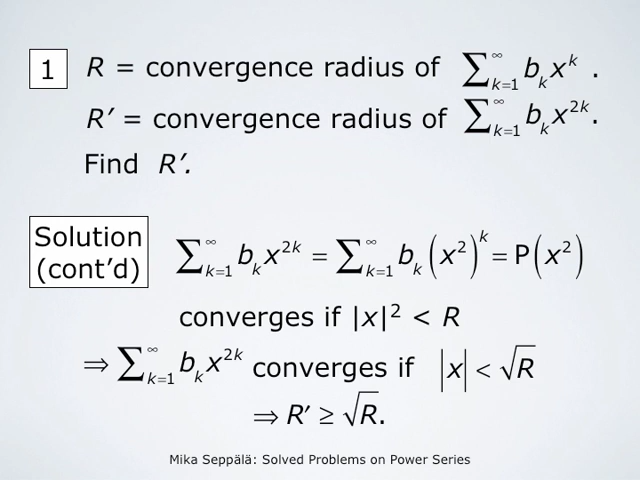 1 R = convergence radius of ∑_{k=1}^{∞} b_k x^k .
R′ = convergence radius of ∑_{k=1}^{∞} b_k x^{2k}.
Find R′.
Solution
(cont’d)
∑_{k=1}^{∞} b_k x^{2k} = ∑_{k=1}^{∞} b_k (x^2)^k = P(x^2)
converges if |x|^2 < R
⇒ ∑_{k=1}^{∞} b_k x^{2k} converges if |x| < √R
⇒ R′ ≥ √R.
Mika Seppälä: Solved Problems on Power Series